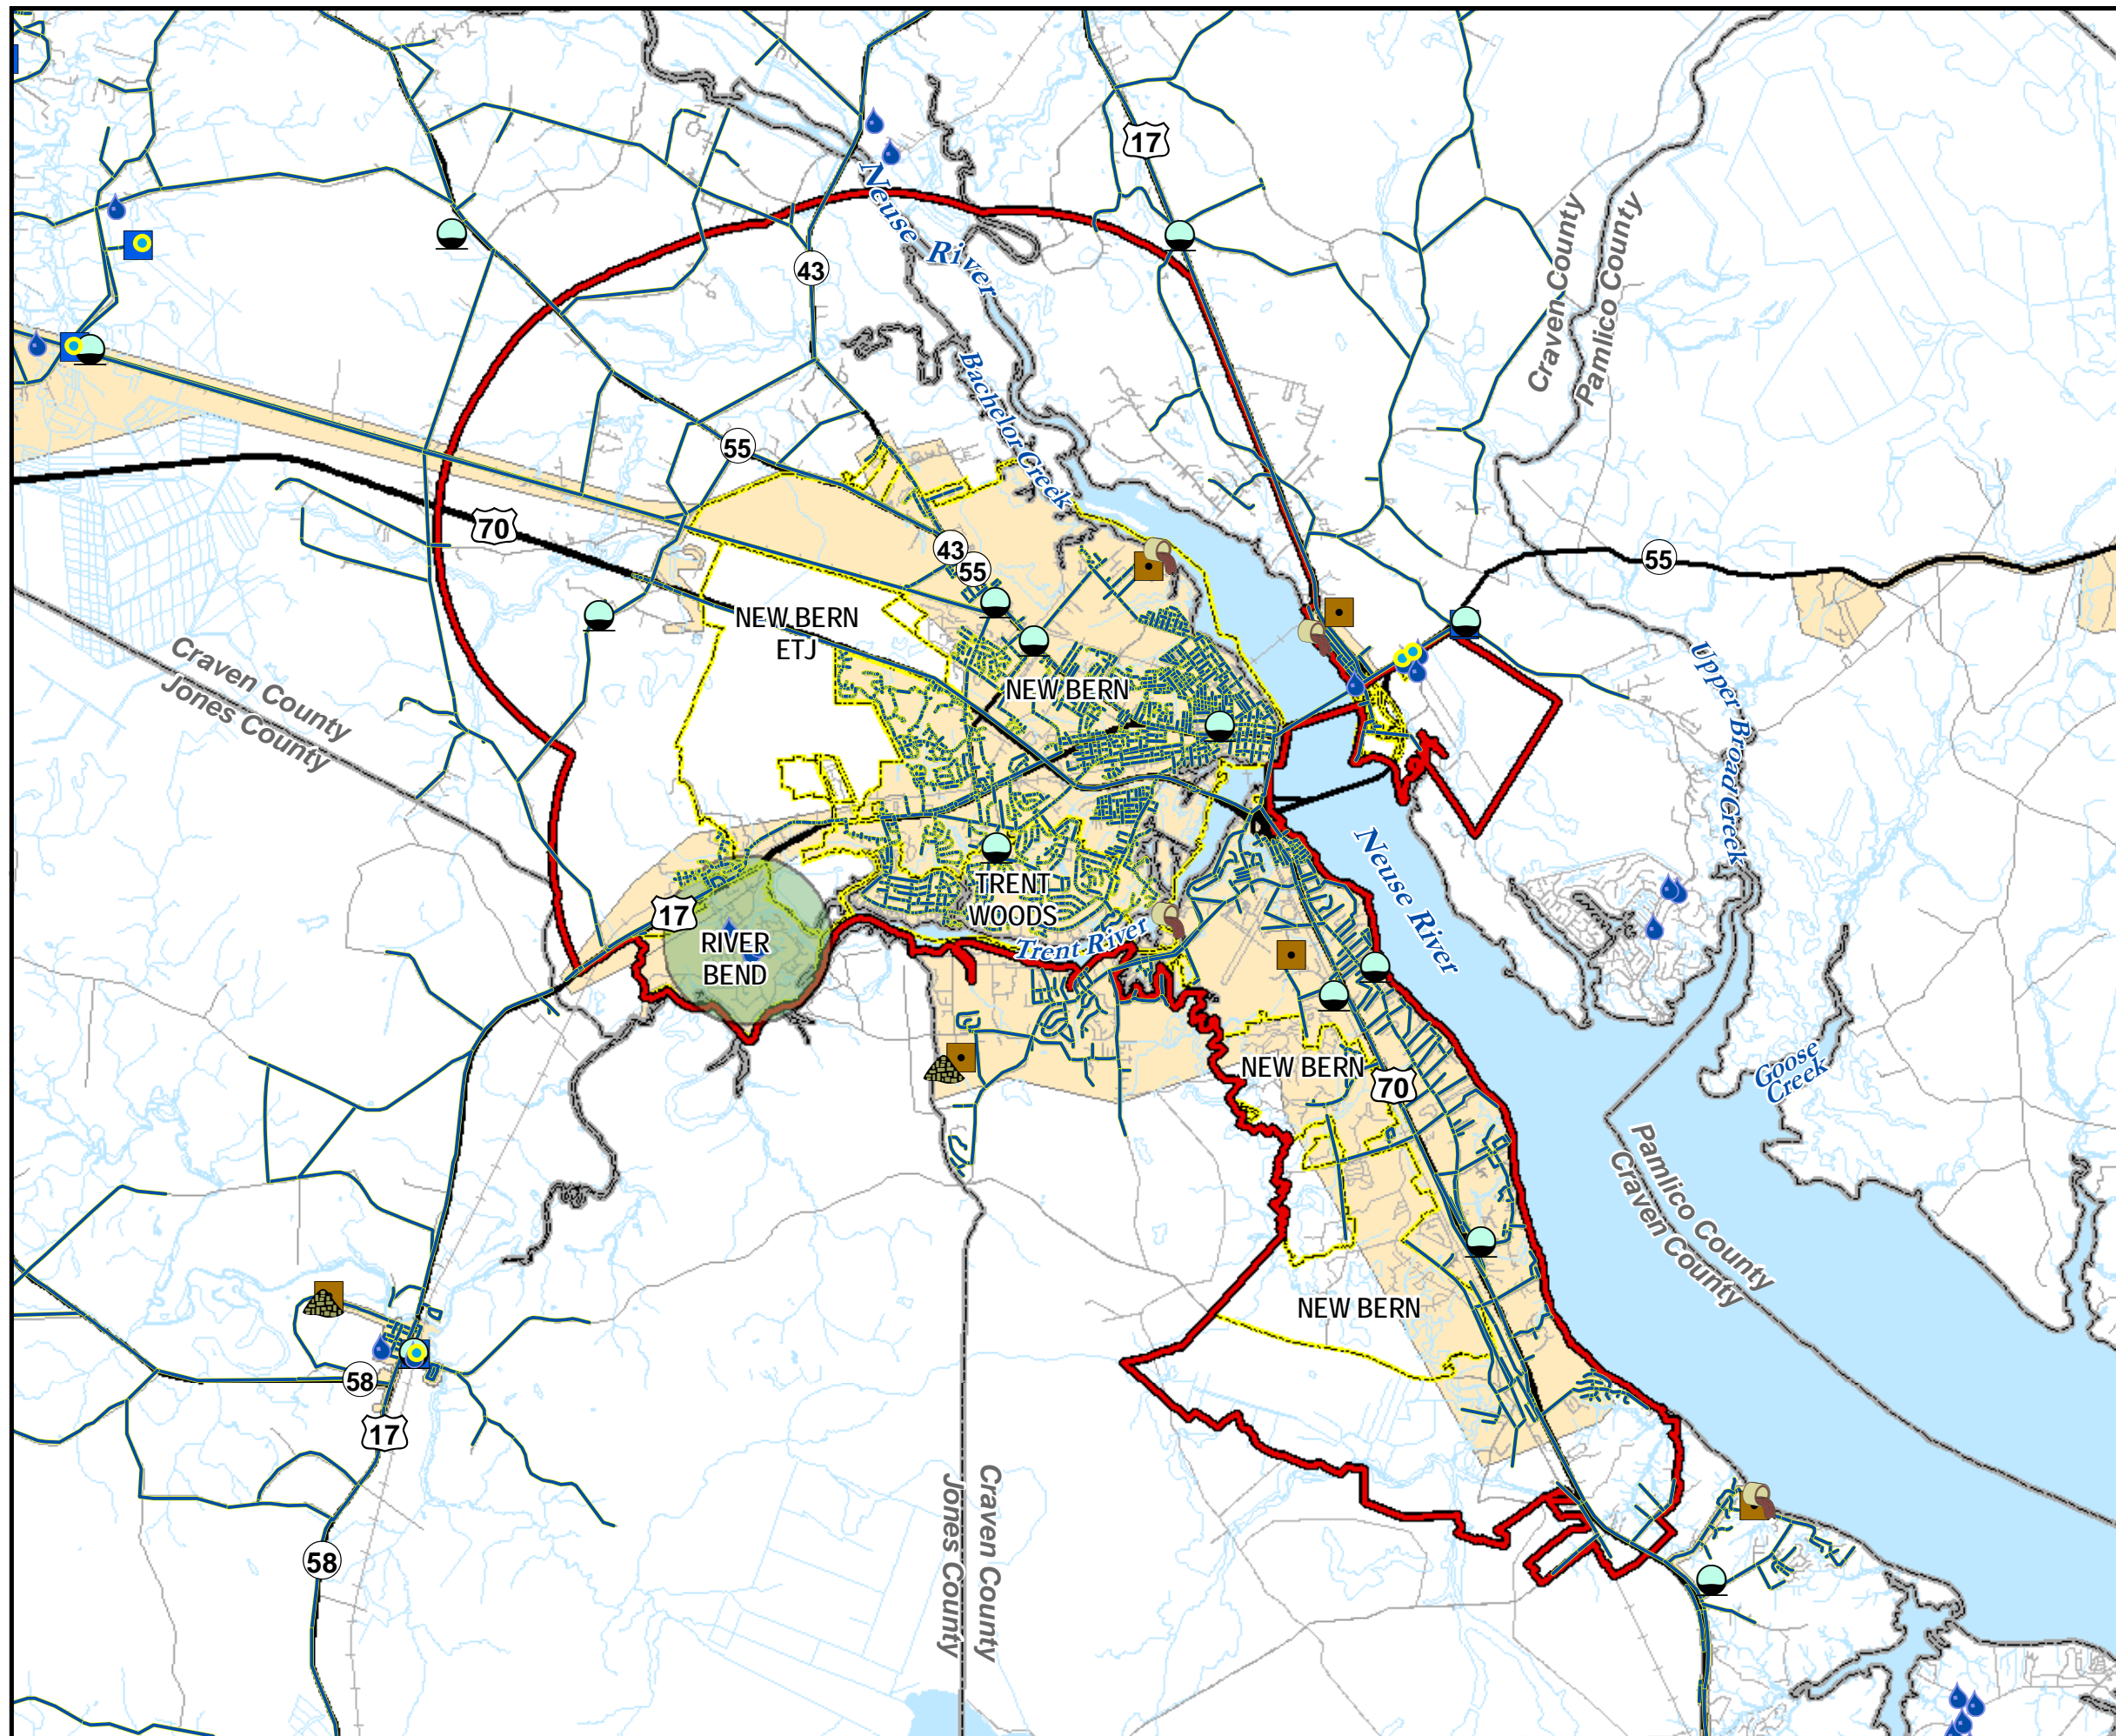 17
Neuse River
43
Craven County
Pamlico County
Bachelor Creek
55
70
43
55
55
NEW BERN
ETJ
NEW BERN
Craven County
Jones County
Upper Broad Creek
TRENT
WOODS
Neuse River
17
RIVER
BEND
Trent River
NEW BERN
70
Goose
Creek
Pamlico County
Craven County
NEW BERN
58
17
Craven County
Jones County
58